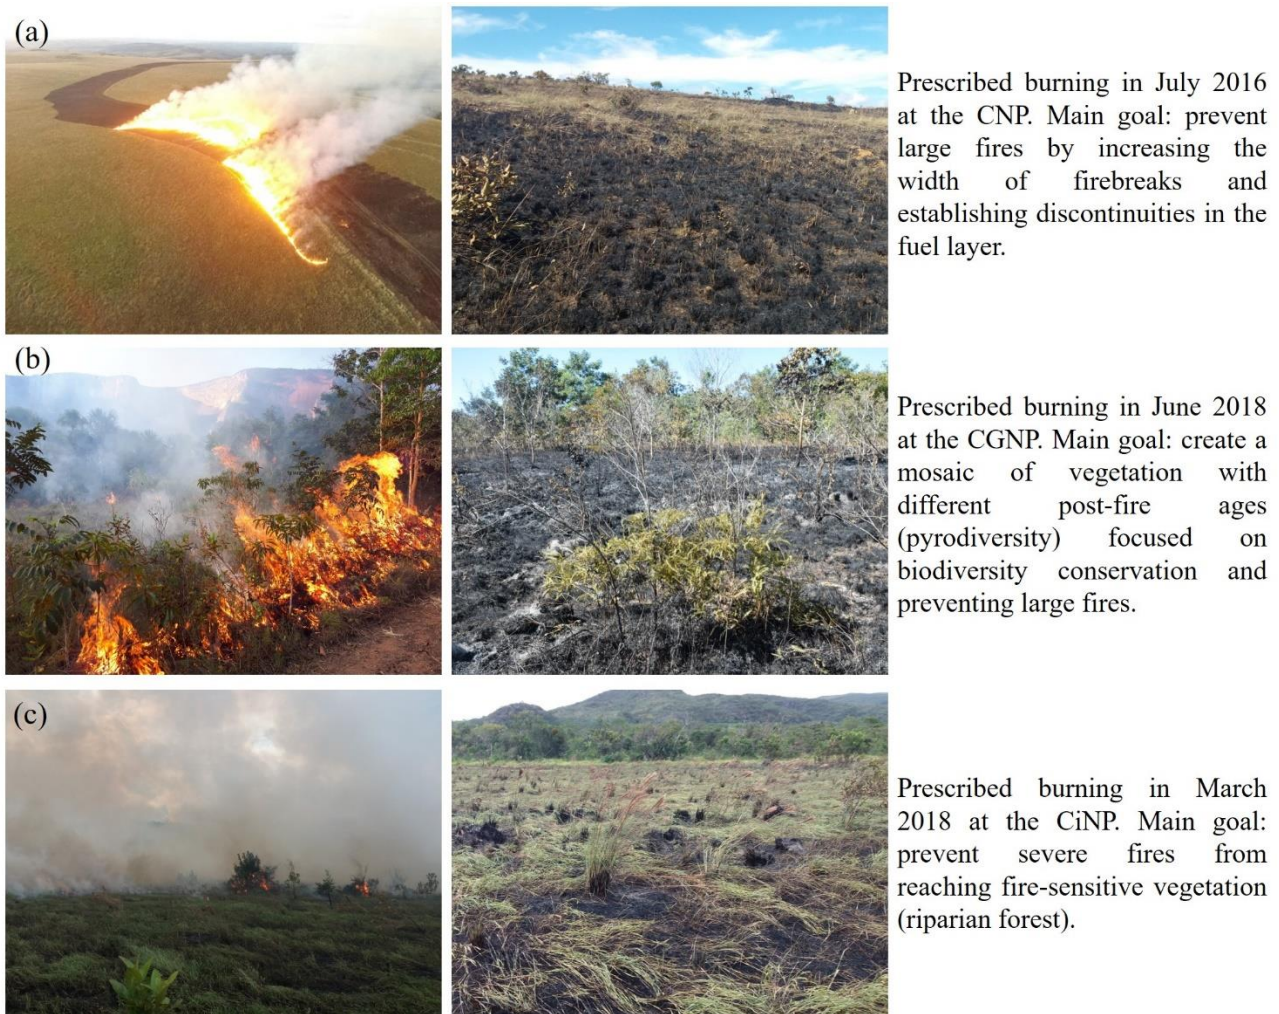 (a)
Prescribed burning in July 2016
at the CNP. Main goal: prevent
large fires by increasing the
width of firebreaks and
establishing discontinuities in the
fuel layer.
(b)
Prescribed burning in June 2018
at the CGNP. Main goal: create a
mosaic of vegetation with
different post-fire ages
(pyrodiversity) focused on
biodiversity conservation and
preventing large fires.
(c)
Prescribed burning in March
2018 at the CiNP. Main goal:
prevent severe fires from
reaching fire-sensitive vegetation
(riparian forest).